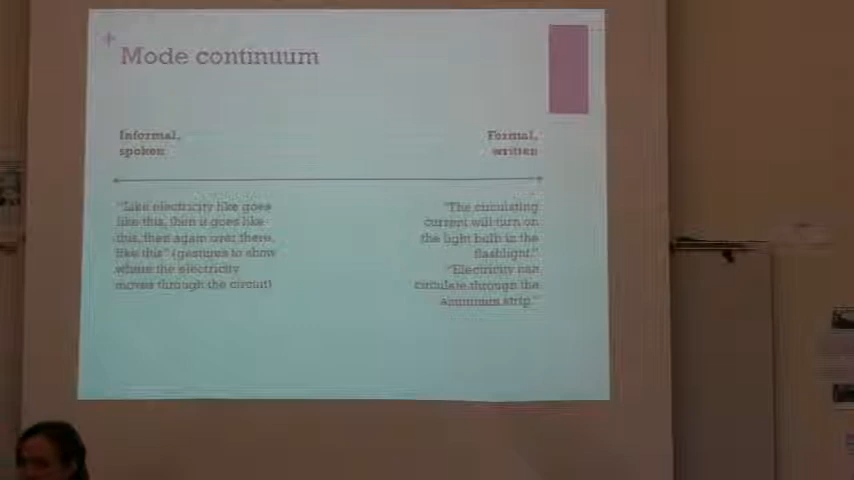 +
Mode continuum
Informal,
spoken
Formal,
written
"Like electricity like goes
like this, then it goes like
this, then again over there,
like this" (gestures to show
where the electricity
moves through the circuit)
"The circulating
current will turn on
the light bulb in the
flashlight."
"Electricity can
circulate through the
aluminum strip."